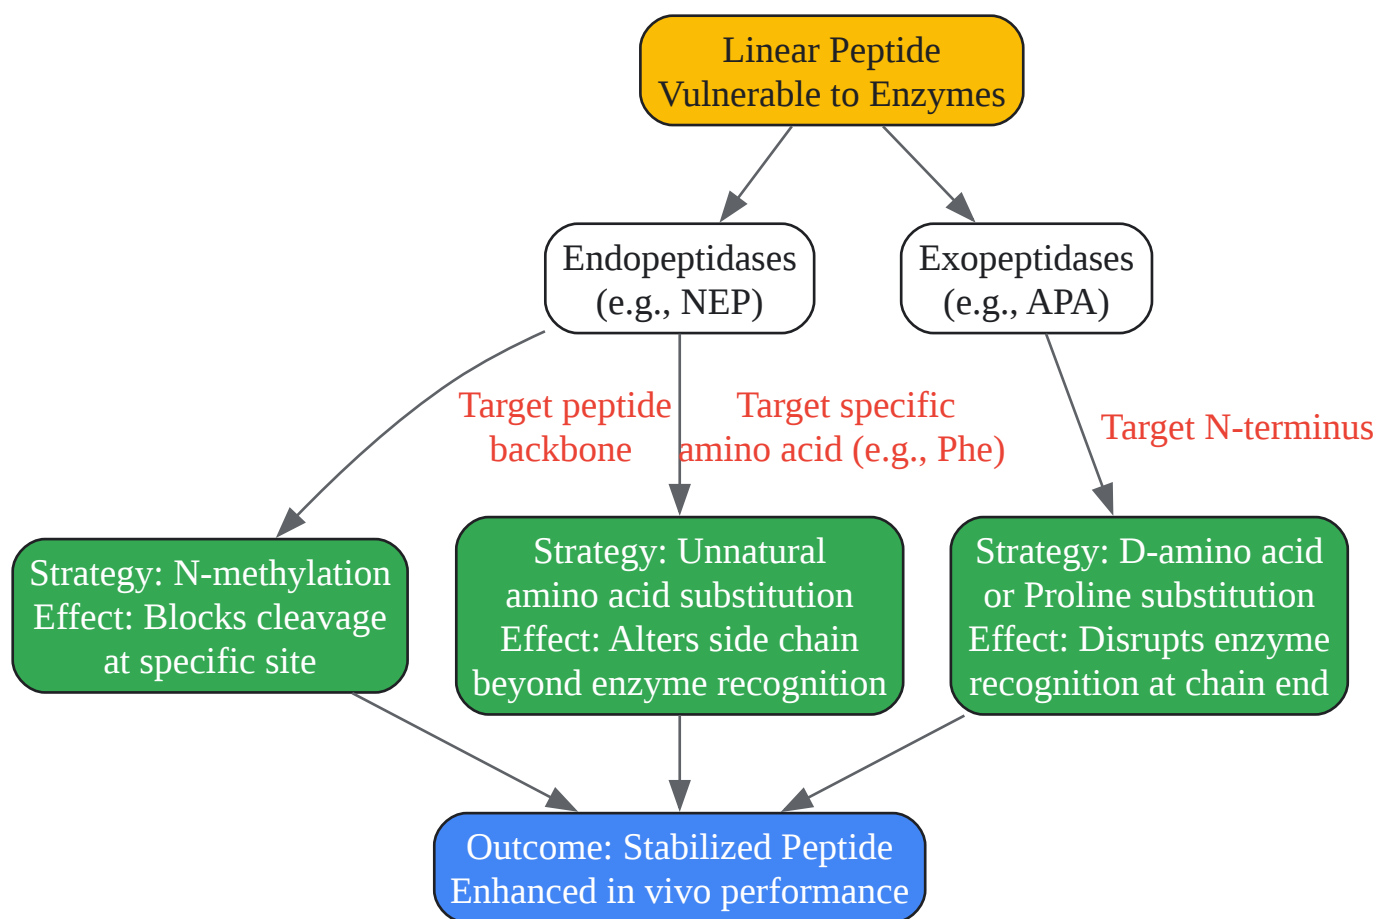 Linear Peptide
Vulnerable to Enzymes
Endopeptidases
(e.g., NEP)
Exopeptidases
(e.g., APA)
Target peptide
backbone
Target specific
amino acid (e.g., Phe)
Target N-terminus
Strategy: N-methylation
Effect: Blocks cleavage
at specific site
Strategy: Unnatural
amino acid substitution
Effect: Alters side chain
beyond enzyme recognition
Strategy: D-amino acid
or Proline substitution
Effect: Disrupts enzyme
recognition at chain end
Outcome: Stabilized Peptide
Enhanced in vivo performance